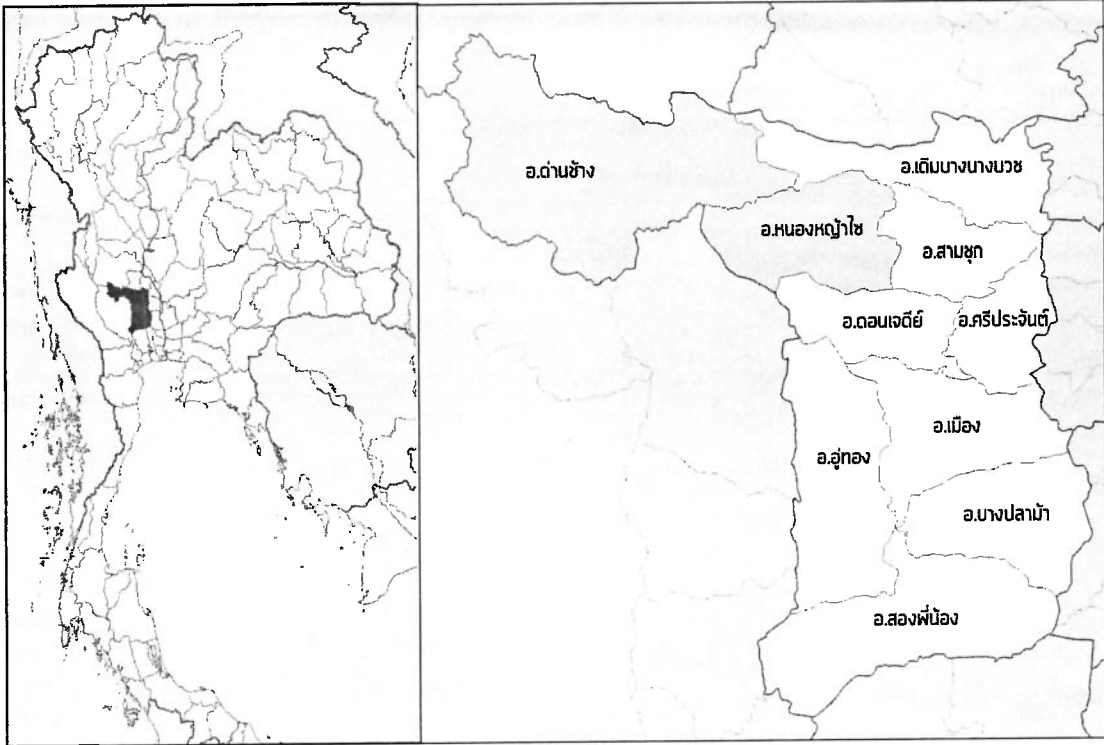 อ.ด่านช้าง
อ.เดิมบางนางบวช
อ.หนองหญ้าไซ
อ.สามชุก
อ.ดอนเจดีย์
อ.ศรีประจันต์
อ.เมือง
อ.อู่ทอง
อ.บางปลาม้า
อ.สองพี่น้อง